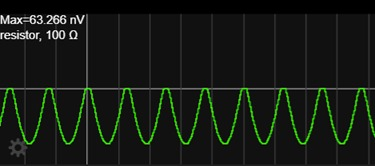 Max=63.266 nV
resistor, 100 Ω